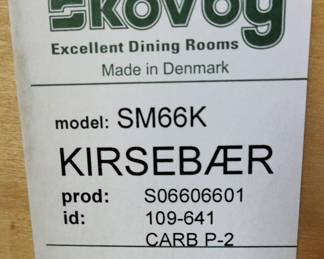 Skovby
Excellent Dining Rooms
Made in Denmark
model: SM66K
KIRSEBÆR
prod: S06606601
id: 109-641
CARB P-2